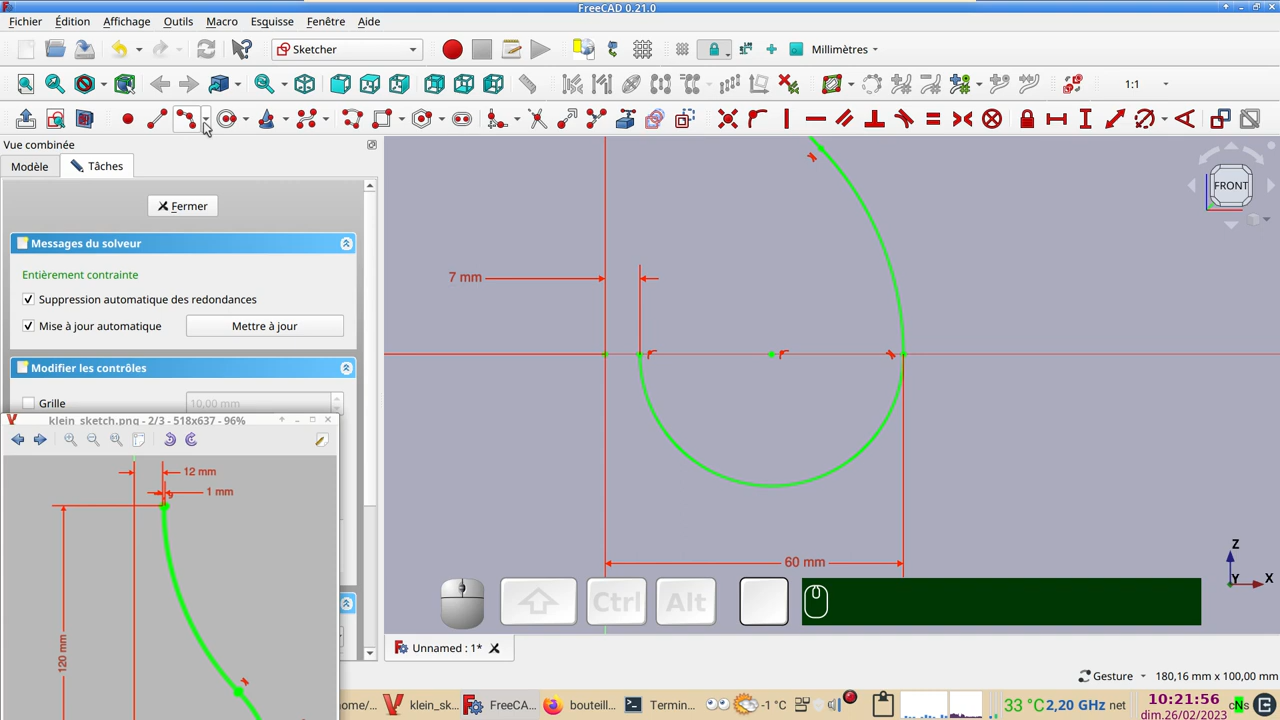 FreeCAD 0.21.0
Fichier Édition Affichage Outils Macro Esquisse Fenêtre Aide
Sketcher
Millimètres
1:1
Vue combinée
Modèle
Tâches
Fermer
Messages du solveur
Entièrement contrainte
Suppression automatique des redondances
Mise à jour automatique
Mettre à jour
Modifier les contrôles
Grille
10,00 mm
klein_sketch.png - 2/3 - 518x637 - 96%
12 mm
1 mm
120 mm
7 mm
60 mm
FRONT
Z
Y
X
Ctrl
Alt
Unnamed : 1*
Gesture
180,16 mm x 100,00 mm
home/...
klein_sk...
FreeCA...
bouteill...
Termin...
-1 °C
33 °C 2,20 GHz net
10:21:56
dim.26/02/2023